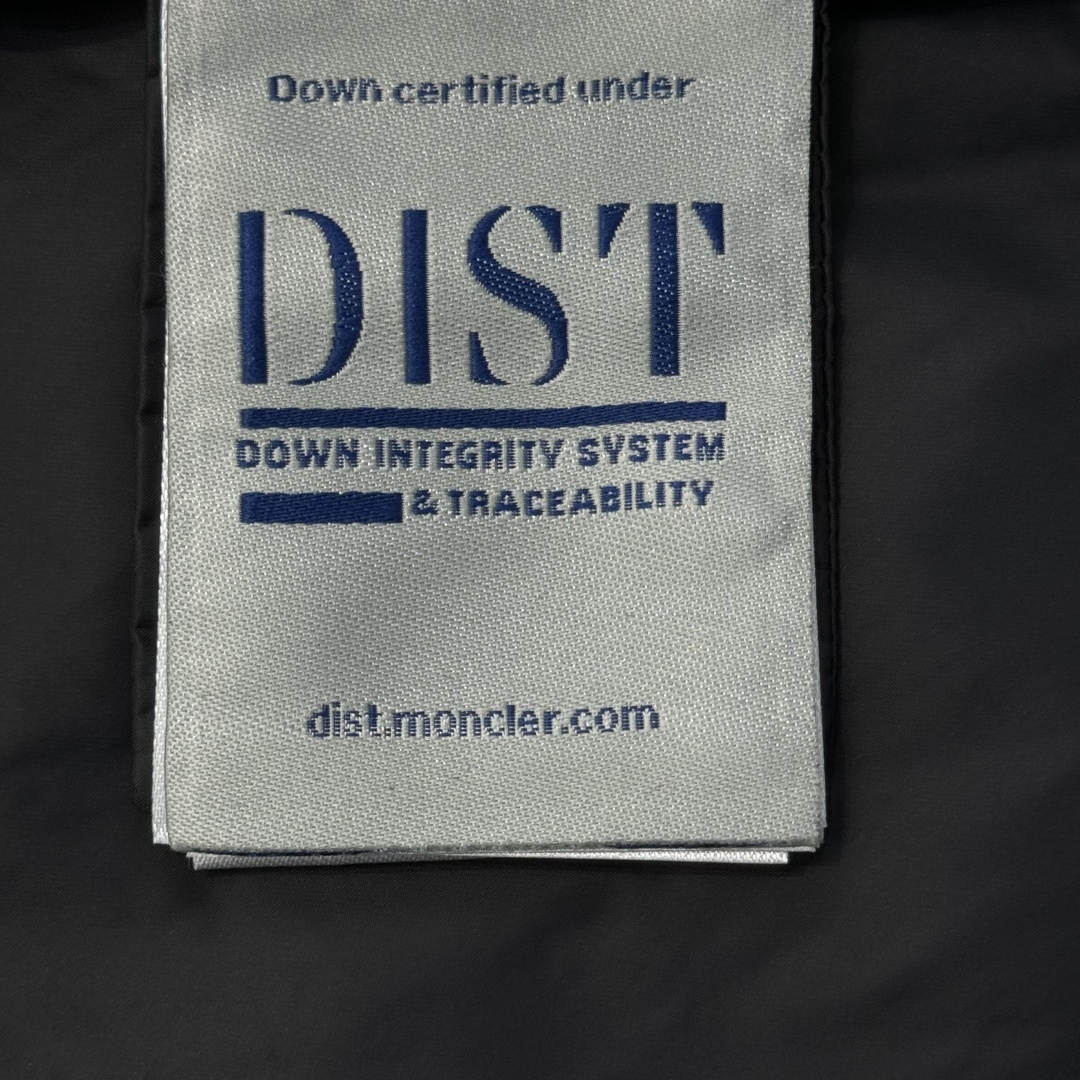 Down certified under
DIST
DOWN INTEGRITY SYSTEM
& TRACEABILITY
dist.moncler.com